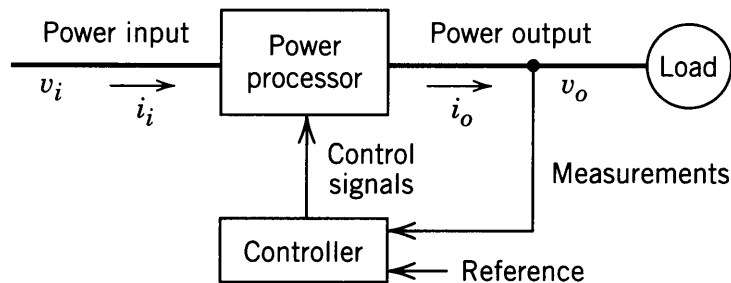 Power input
Power
processor
Power output
Load
v_i
i_i
i_o
v_o
Control
signals
Measurements
Controller
Reference